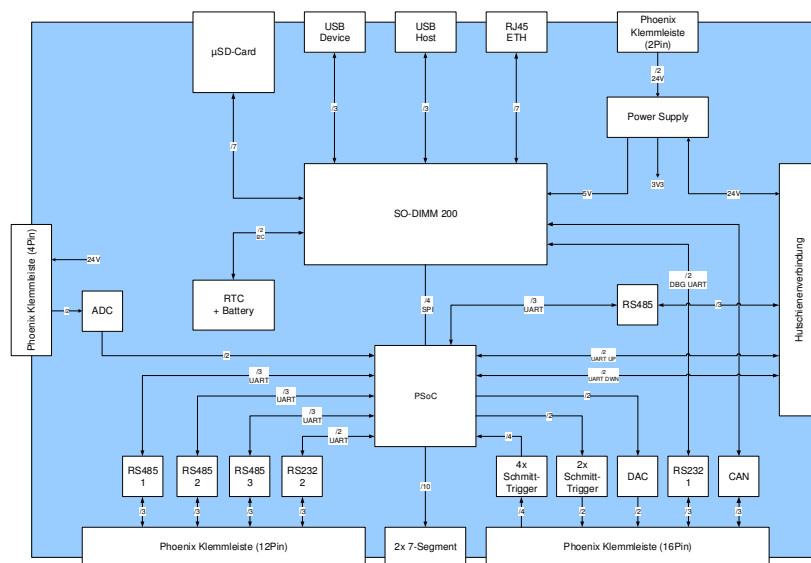 µSD-Card
USB
Device
USB
Host
RJ45
ETH
Phoenix
Klemmleiste
(2Pin)
/2
24V
Power Supply
/3
/3
/7
/7
5V
3V3
24V
SO-DIMM 200
/2
I2C
RTC
+ Battery
Phoenix Klemmleiste (4Pin)
24V
/2
ADC
/2
/4
SPI
/3
UART
RS485
/3
/2
DBG UART
Hutschienenverbindung
/2
UART UP
/2
UART DWN
PSoC
/3
UART
/3
UART
/3
UART
/2
UART
/2
/2
/4
/10
RS485
1
RS485
2
RS485
3
RS232
2
4x
Schmitt-
Trigger
2x
Schmitt-
Trigger
DAC
RS232
1
CAN
/3
/3
/3
/3
/4
/2
/2
/3
/3
Phoenix Klemmleiste (12Pin)
2x 7-Segment
Phoenix Klemmleiste (16Pin)